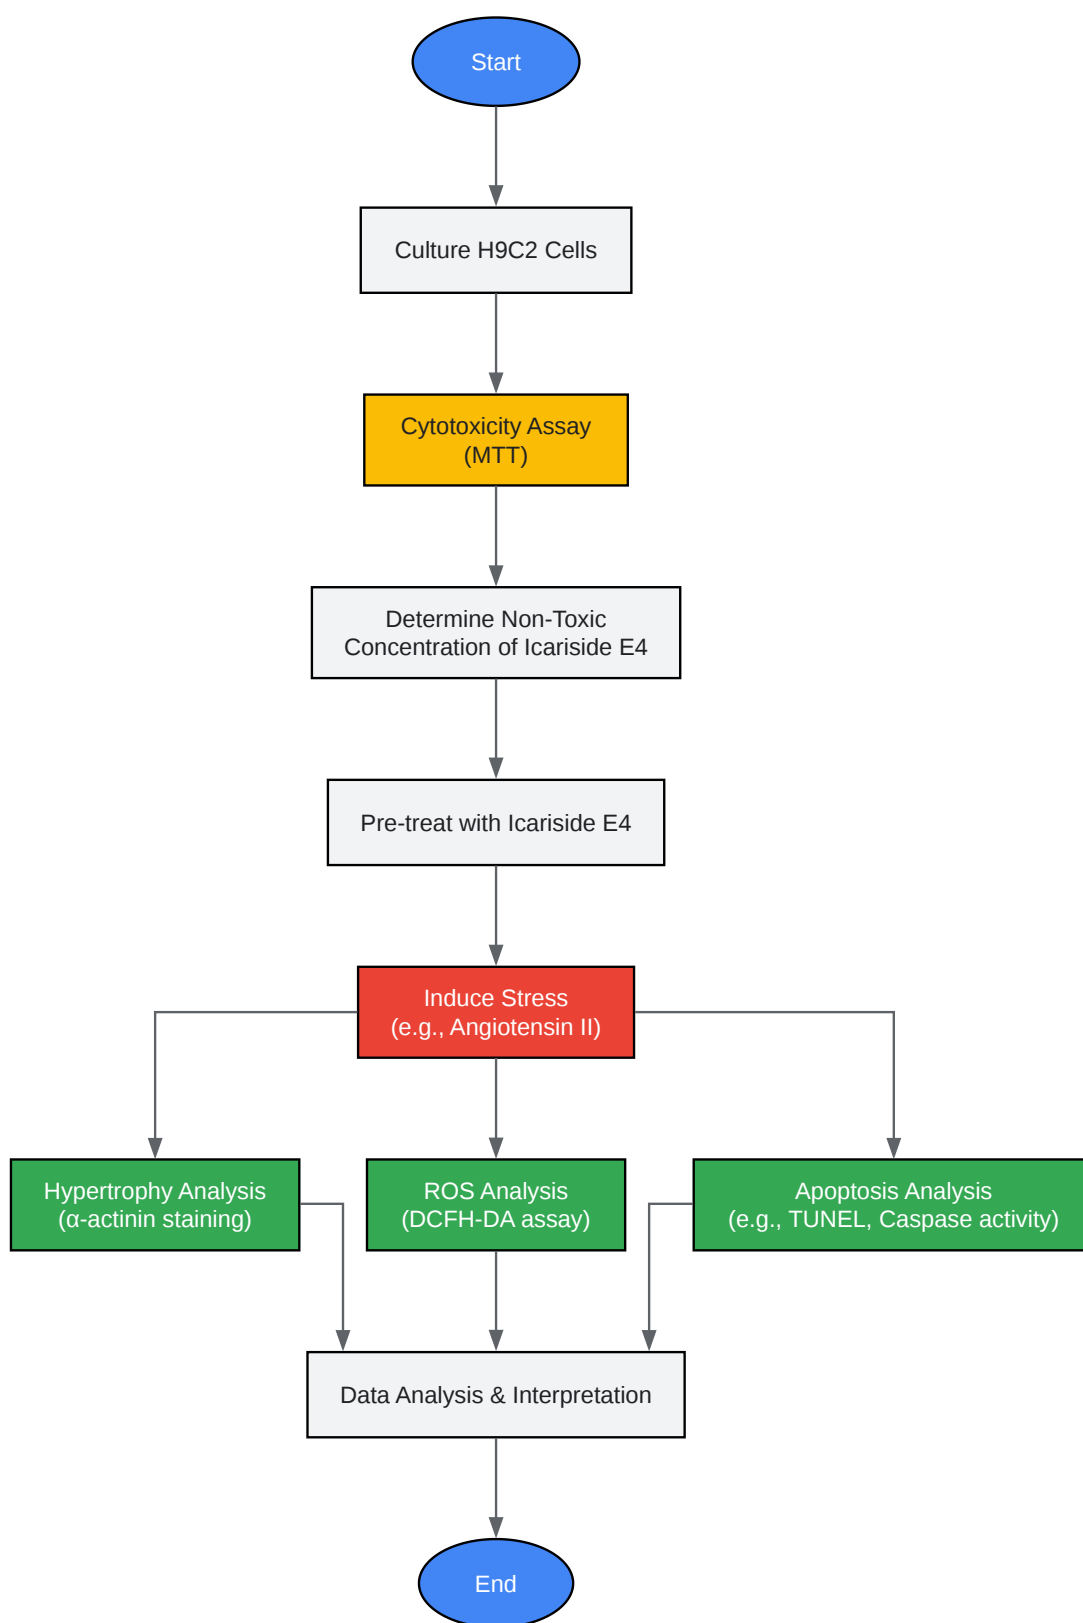 Start
Culture H9C2 Cells
Cytotoxicity Assay
(MTT)
Determine Non-Toxic
Concentration of Icariside E4
Pre-treat with Icariside E4
Induce Stress
(e.g., Angiotensin II)
Hypertrophy Analysis
(α-actinin staining)
ROS Analysis
(DCFH-DA assay)
Apoptosis Analysis
(e.g., TUNEL, Caspase activity)
Data Analysis & Interpretation
End